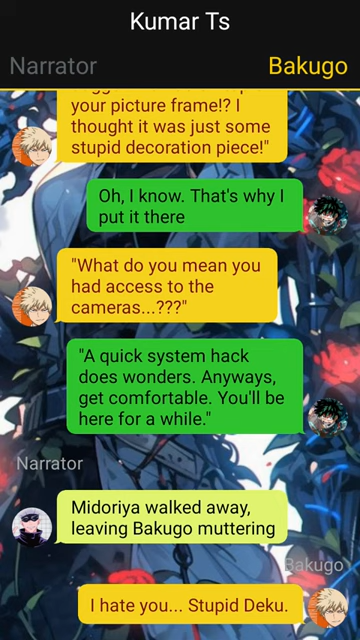 Kumar Ts
Narrator
Bakugo
your picture frame!? I
thought it was just some
stupid decoration piece!"
Oh, I know. That's why I
put it there
"What do you mean you
had access to the
cameras...???"
"A quick system hack
does wonders. Anyways,
get comfortable. You'll be
here for a while."
Narrator
Midoriya walked away,
leaving Bakugo muttering
Bakugo
I hate you... Stupid Deku.